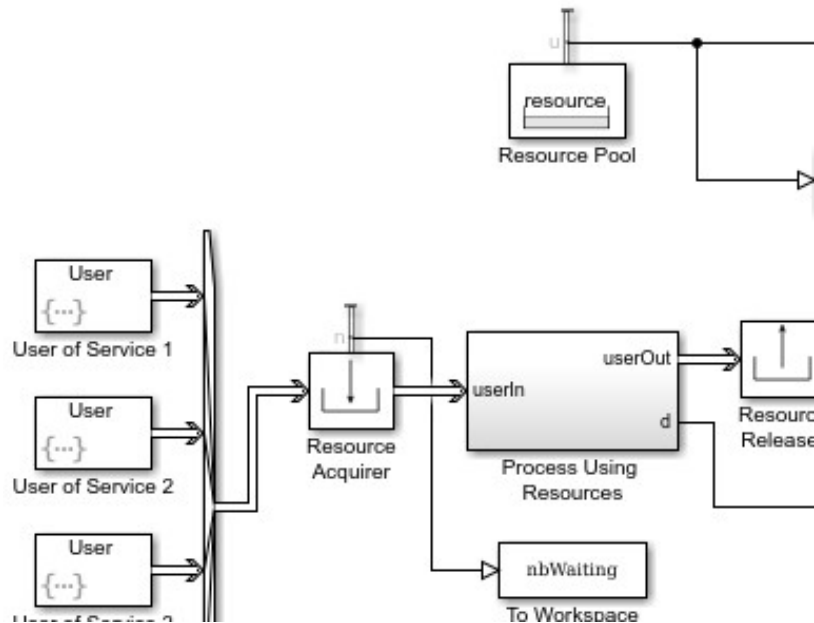 u
resource
Resource Pool
User
{...}
User of Service 1
n
userOut
userIn
d
Resource
Acquirer
Process Using
Resources
User
{...}
User of Service 2
User
{...}
nbWaiting
To Workspace